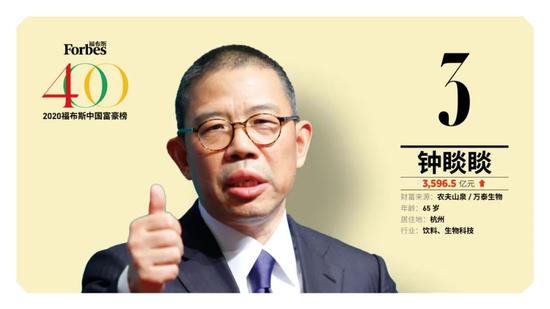 福布斯
Forbes
400
2020福布斯中国富豪榜
3
钟睒睒
3,596.5 亿元
财富来源：农夫山泉 / 万泰生物
年龄：65 岁
居住地：杭州
行业：饮料、生物科技